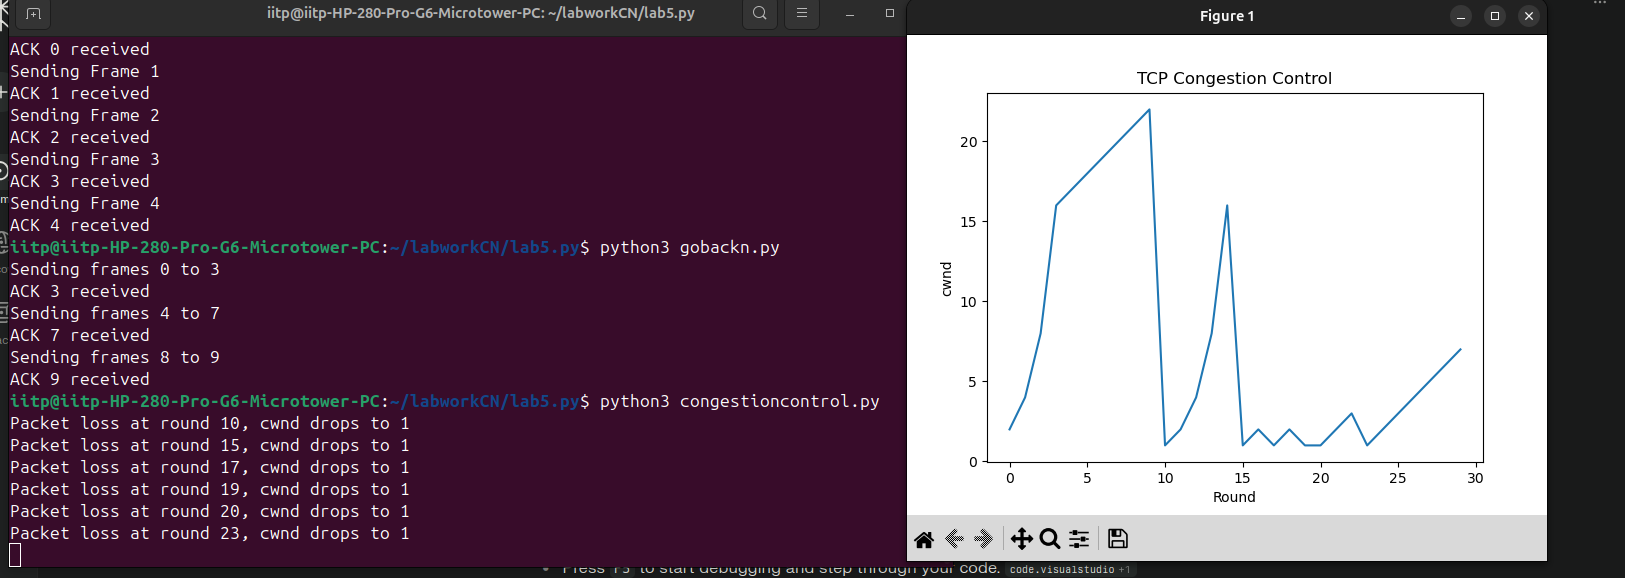 iitp@iitp-HP-280-Pro-G6-Microtower-PC: ~/labworkCN/lab5.py
ACK 0 received
Sending Frame 1
ACK 1 received
Sending Frame 2
ACK 2 received
Sending Frame 3
ACK 3 received
Sending Frame 4
ACK 4 received
iitp@iitp-HP-280-Pro-G6-Microtower-PC:~/labworkCN/lab5.py$ python3 gobackn.py
Sending frames 0 to 3
ACK 3 received
Sending frames 4 to 7
ACK 7 received
Sending frames 8 to 9
ACK 9 received
iitp@iitp-HP-280-Pro-G6-Microtower-PC:~/labworkCN/lab5.py$ python3 congestioncontrol.py
Packet loss at round 10, cwnd drops to 1
Packet loss at round 15, cwnd drops to 1
Packet loss at round 17, cwnd drops to 1
Packet loss at round 19, cwnd drops to 1
Packet loss at round 20, cwnd drops to 1
Packet loss at round 23, cwnd drops to 1
Figure 1
TCP Congestion Control
20
15
10
5
0
cwnd
0 5 10 15 20 25 30
Round
Press F5 to start debugging and step through your code. code.visualstudio +1